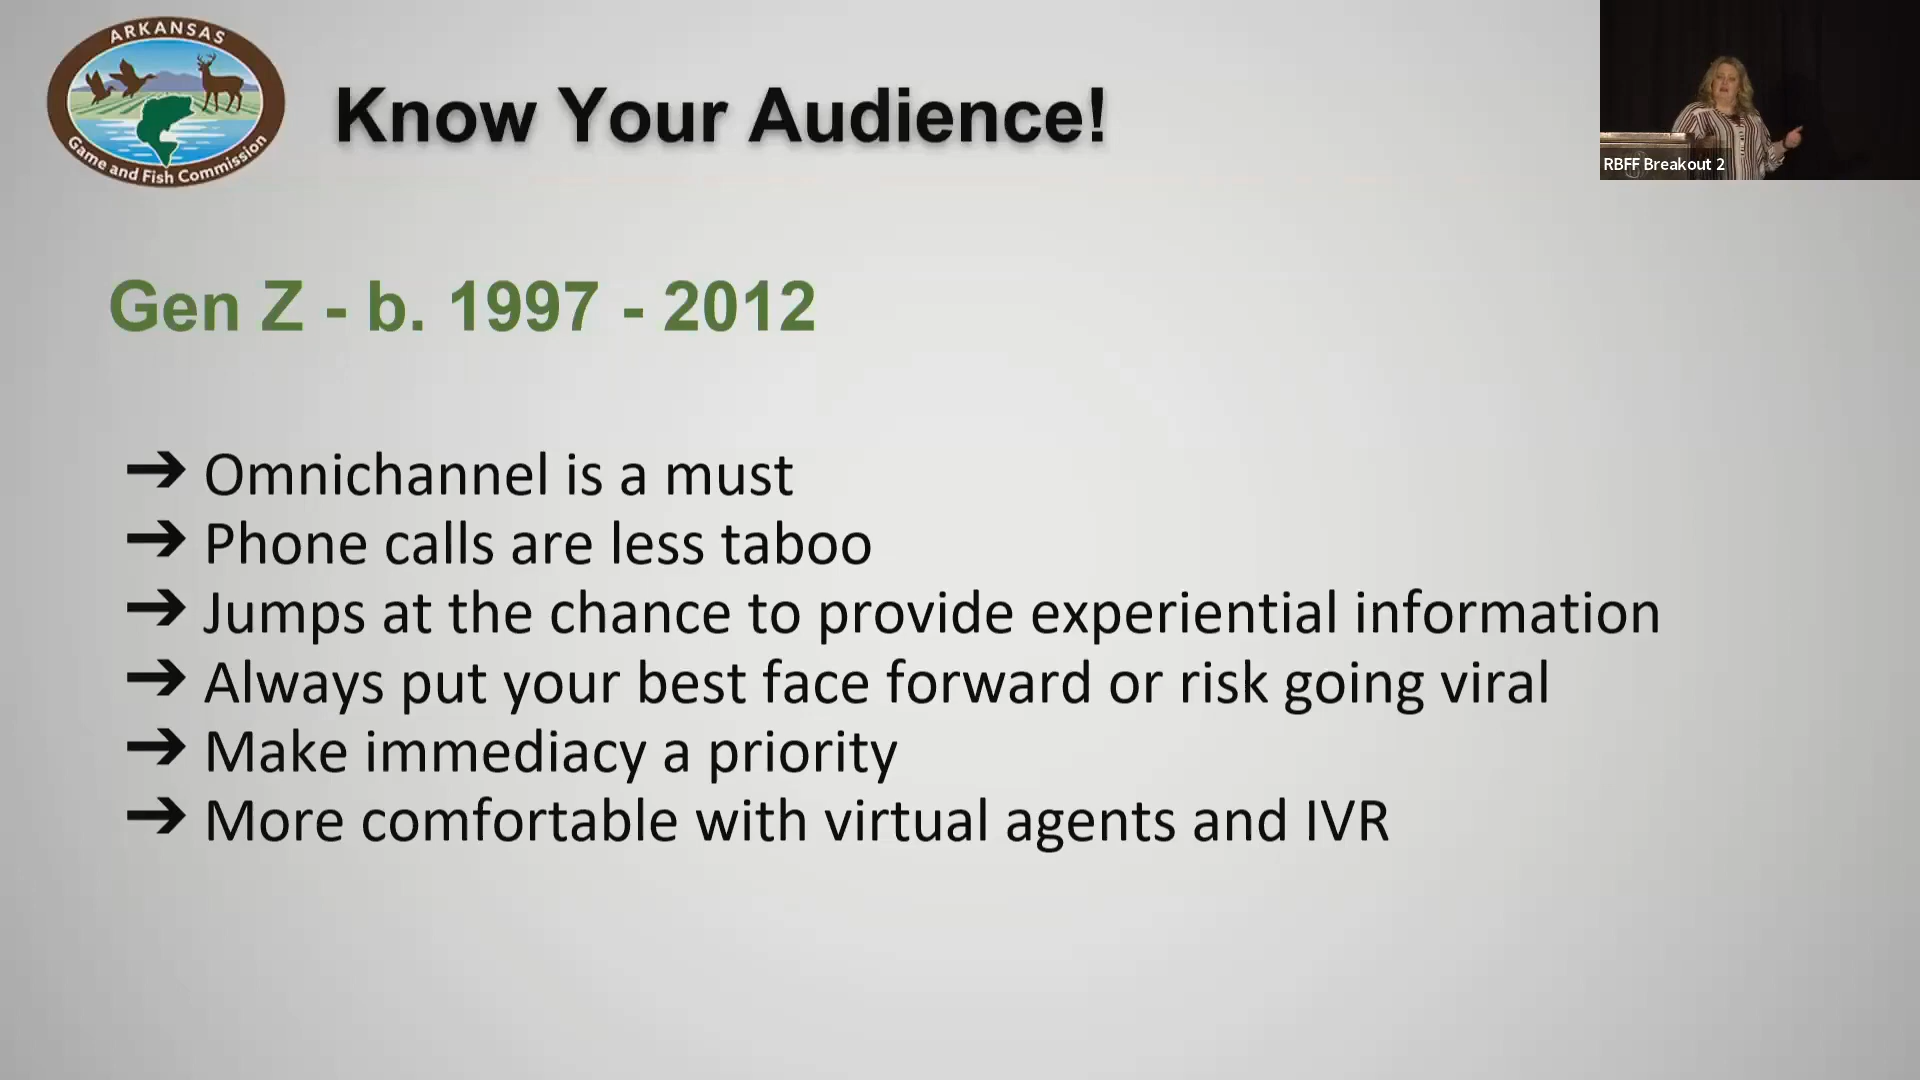 ARKANSAS
Game and Fish Commission
Know Your Audience!
RBFF Breakout 2
Gen Z - b. 1997 - 2012
➔ Omnichannel is a must
➔ Phone calls are less taboo
➔ Jumps at the chance to provide experiential information
➔ Always put your best face forward or risk going viral
➔ Make immediacy a priority
➔ More comfortable with virtual agents and IVR